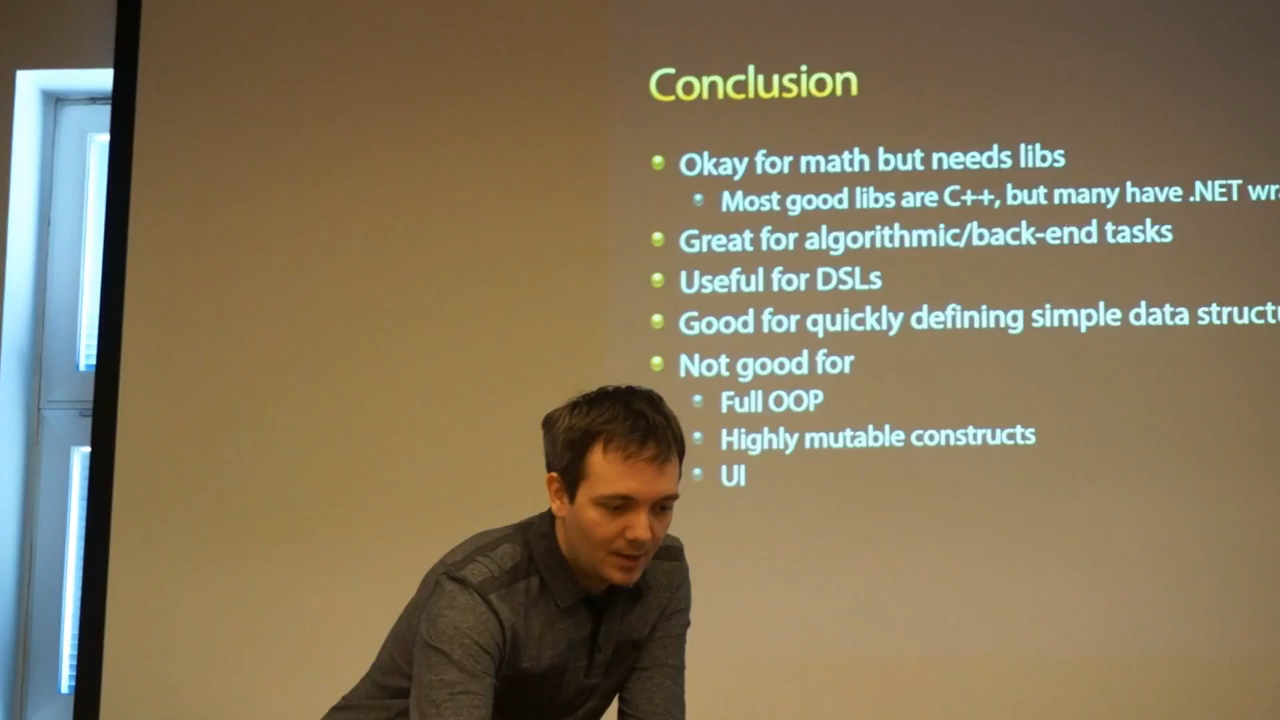 Conclusion
Okay for math but needs libs
Most good libs are C++, but many have .NET
Great for algorithmic/back-end tasks
Useful for DSLs
Good for quickly defining simple data
Not good for
Full OOP
Highly mutable constructs
UI